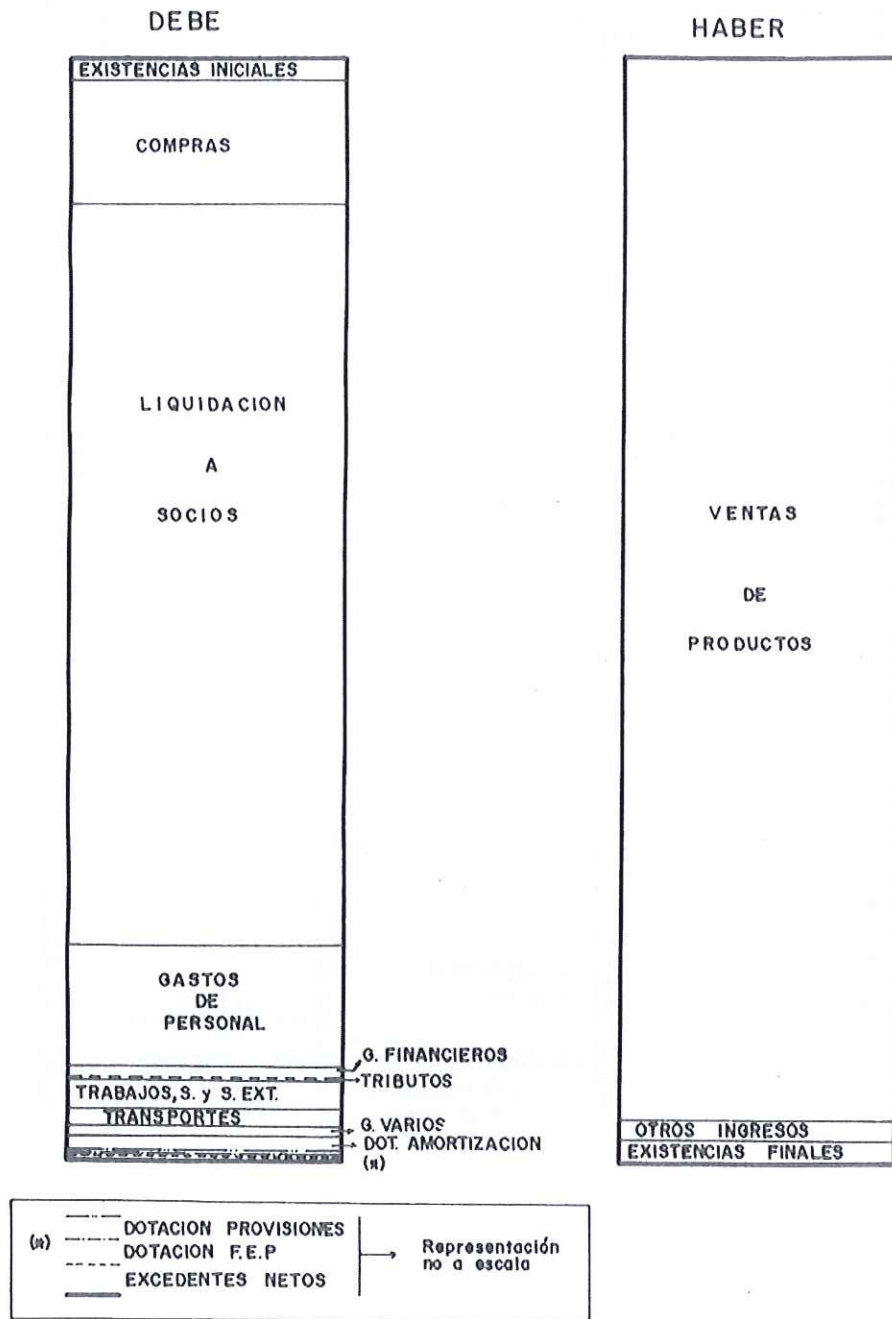 DEBE
EXISTENCIAS INICIALES
COMPRAS
LIQUIDACION
A
SOCIOS
GASTOS
DE
PERSONAL
G. FINANCIEROS
TRIBUTOS
TRABAJOS, S. y S. EXT.
TRANSPORTES
G. VARIOS
DOT. AMORTIZACION
(*)
HABER
VENTAS
DE
PRODUCTOS
OTROS INGRESOS
EXISTENCIAS FINALES
(*)
DOTACION PROVISIONES
DOTACION F.E.P
EXCEDENTES NETOS
Representación
no a escala